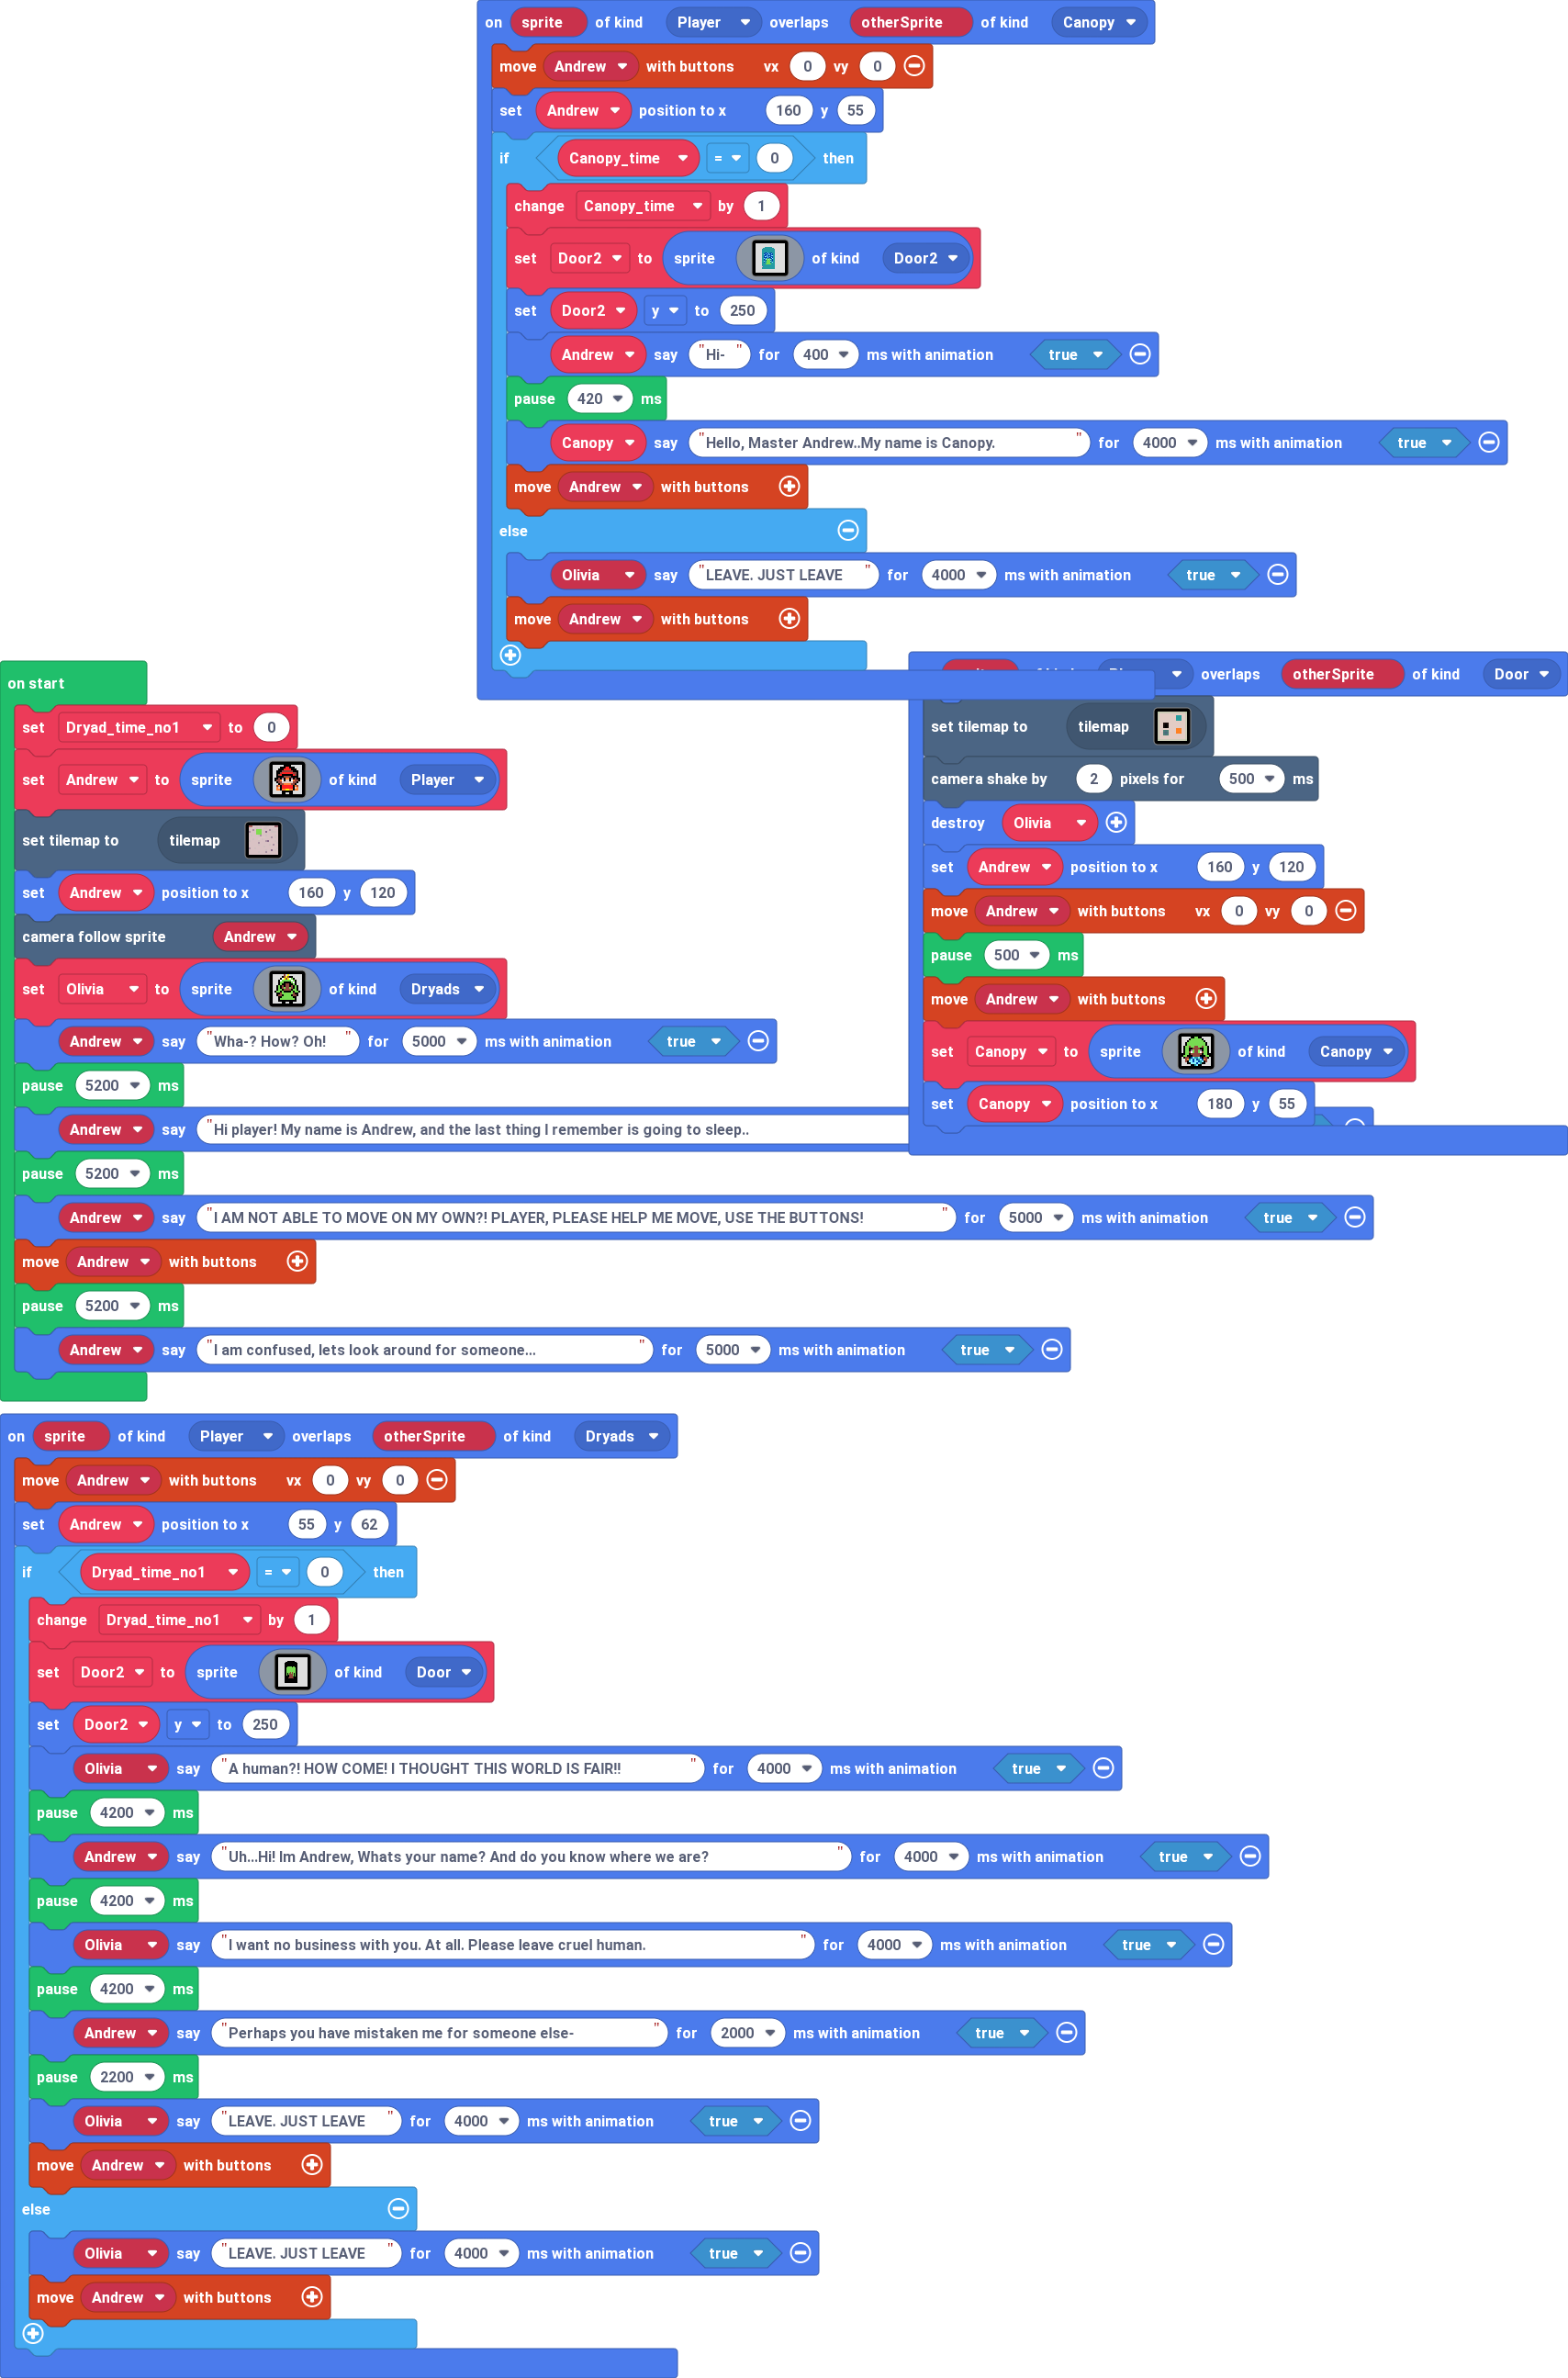 on sprite of kind Player overlaps otherSprite of kind Canopy
move Andrew with buttons vx 0 vy 0
set Andrew position to x 160 y 55
if Canopy_time = 0 then
change Canopy_time by 1
set Door2 to sprite of kind Door2
set Door2 y to 250
Andrew say "Hi- " for 400 ms with animation true
pause 420 ms
Canopy say "Hello, Master Andrew..My name is Canopy. " for 4000 ms with animation true
move Andrew with buttons
else
Olivia say "LEAVE. JUST LEAVE " for 4000 ms with animation true
move Andrew with buttons
overlaps otherSprite of kind Door
set tilemap to tilemap
camera shake by 2 pixels for 500 ms
destroy Olivia
set Andrew position to x 160 y 120
move Andrew with buttons vx 0 vy 0
pause 500 ms
move Andrew with buttons
set Canopy to sprite of kind Canopy
set Canopy position to x 180 y 55
on start
set Dryad_time_no1 to 0
set Andrew to sprite of kind Player
set tilemap to tilemap
set Andrew position to x 160 y 120
camera follow sprite Andrew
set Olivia to sprite of kind Dryads
Andrew say "Wha-? How? Oh! " for 5000 ms with animation true
pause 5200 ms
Andrew say "Hi player! My name is Andrew, and the last thing I remember is going to sleep..
pause 5200 ms
Andrew say "I AM NOT ABLE TO MOVE ON MY OWN?! PLAYER, PLEASE HELP ME MOVE, USE THE BUTTONS! " for 5000 ms with animation true
move Andrew with buttons
pause 5200 ms
Andrew say "I am confused, lets look around for someone... " for 5000 ms with animation true
on sprite of kind Player overlaps otherSprite of kind Dryads
move Andrew with buttons vx 0 vy 0
set Andrew position to x 55 y 62
if Dryad_time_no1 = 0 then
change Dryad_time_no1 by 1
set Door2 to sprite of kind Door
set Door2 y to 250
Olivia say "A human?! HOW COME! I THOUGHT THIS WORLD IS FAIR!! " for 4000 ms with animation true
pause 4200 ms
Andrew say "Uh...Hi! Im Andrew, Whats your name? And do you know where we are? " for 4000 ms with animation true
pause 4200 ms
Olivia say "I want no business with you. At all. Please leave cruel human. " for 4000 ms with animation true
pause 4200 ms
Andrew say "Perhaps you have mistaken me for someone else- " for 2000 ms with animation true
pause 2200 ms
Olivia say "LEAVE. JUST LEAVE " for 4000 ms with animation true
move Andrew with buttons
else
Olivia say "LEAVE. JUST LEAVE " for 4000 ms with animation true
move Andrew with buttons